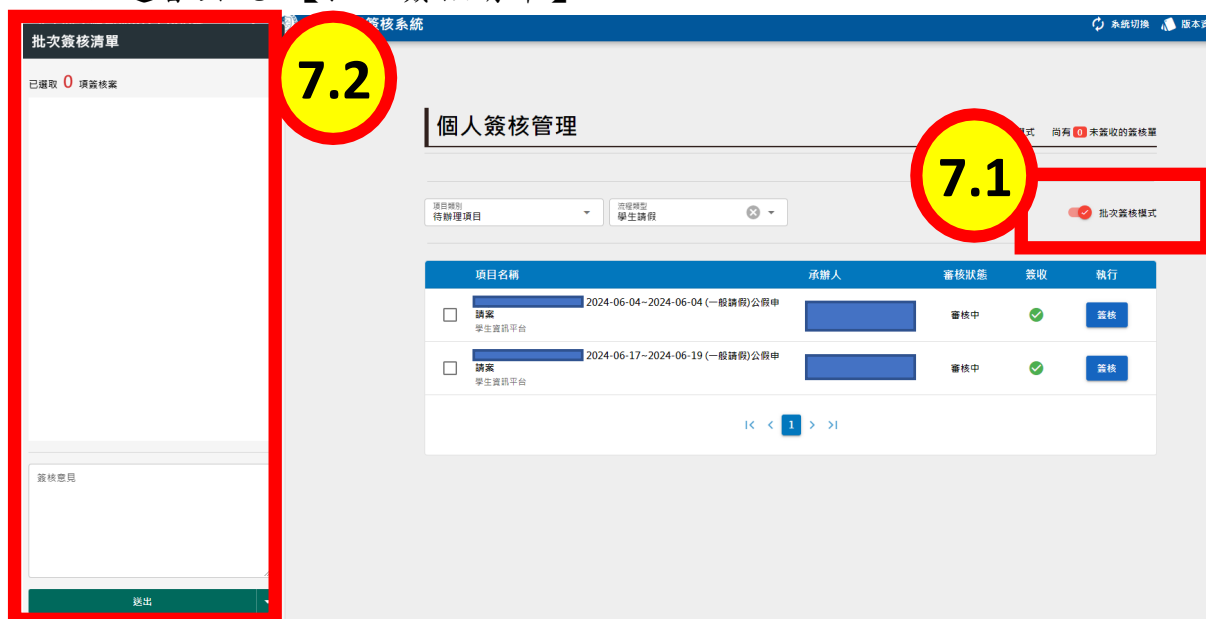 批次簽核清單
已選取 0 項簽核案
7.2
簽核系統
系統切換
個人簽核管理
尚有 0 未簽收的簽核單
7.1
項目類別
待辦理項目
流程類型
學生請假
批次簽核模式
項目名稱 承辦人 審核狀態 簽收 執行
2024-06-04~2024-06-04 (一般請假)公假申
請案
學生資訊平台
審核中
簽核
2024-06-17~2024-06-19 (一般請假)公假申
請案
學生資訊平台
審核中
簽核
1
簽核意見
送出